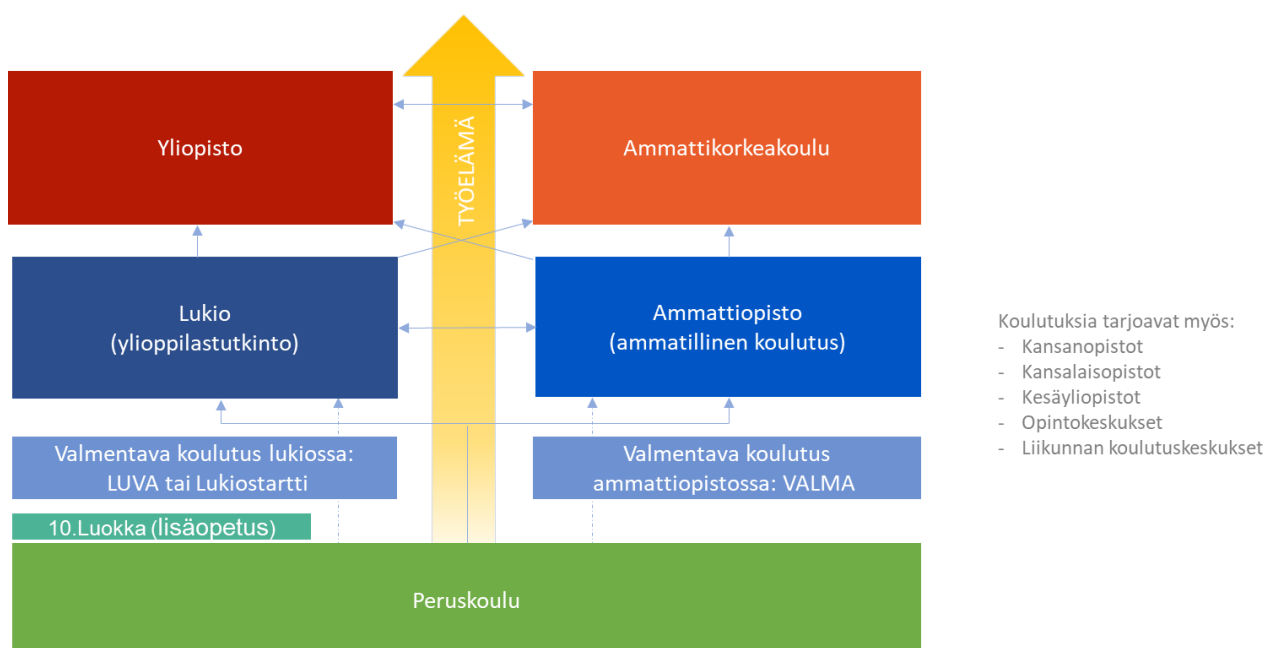 TYÖELÄMÄ
Yliopisto
Ammattikorkeakoulu
Lukio
(ylioppilastutkinto)
Ammattiopisto
(ammatillinen koulutus)
Valmentava koulutus lukiossa:
LUVA tai Lukiostartti
Valmentava koulutus
ammattiopistossa: VALMA
10.Luokka (lisäopetus)
Peruskoulu
Koulutuksia tarjoavat myös:
- Kansanopistot
- Kansalaisopistot
- Kesäyliopistot
- Opintokeskukset
- Liikunnan koulutuskeskukset